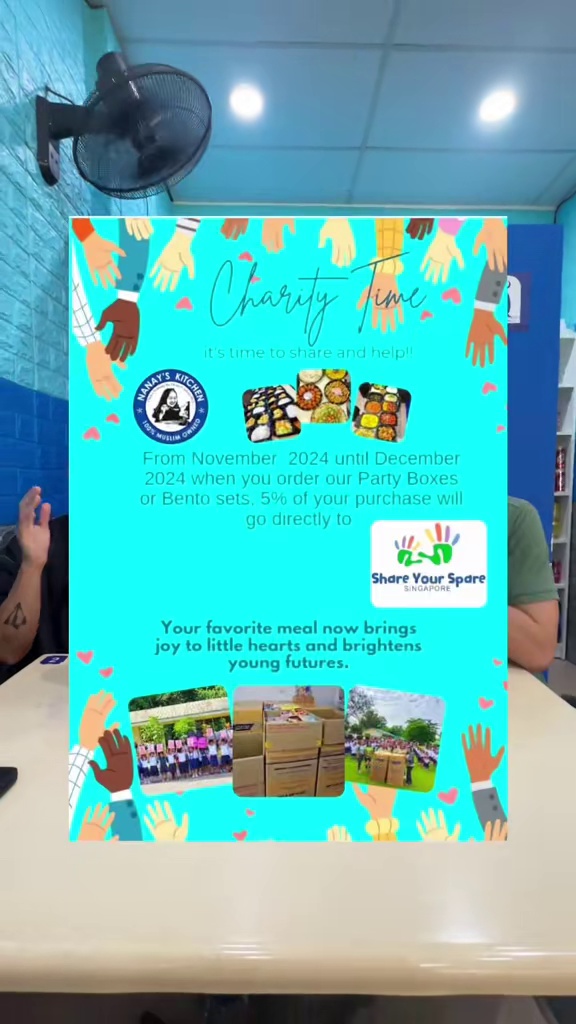 Charity Time
it's time to share and help!!
NANAY'S KITCHEN
100% MUSLIM OWNED
From November 2024 until December
2024 when you order our Party Boxes
or Bento sets, 5% of your purchase will
go directly to
Share Your Spare
SINGAPORE
Your favorite meal now brings
joy to little hearts and brightens
young futures.
2